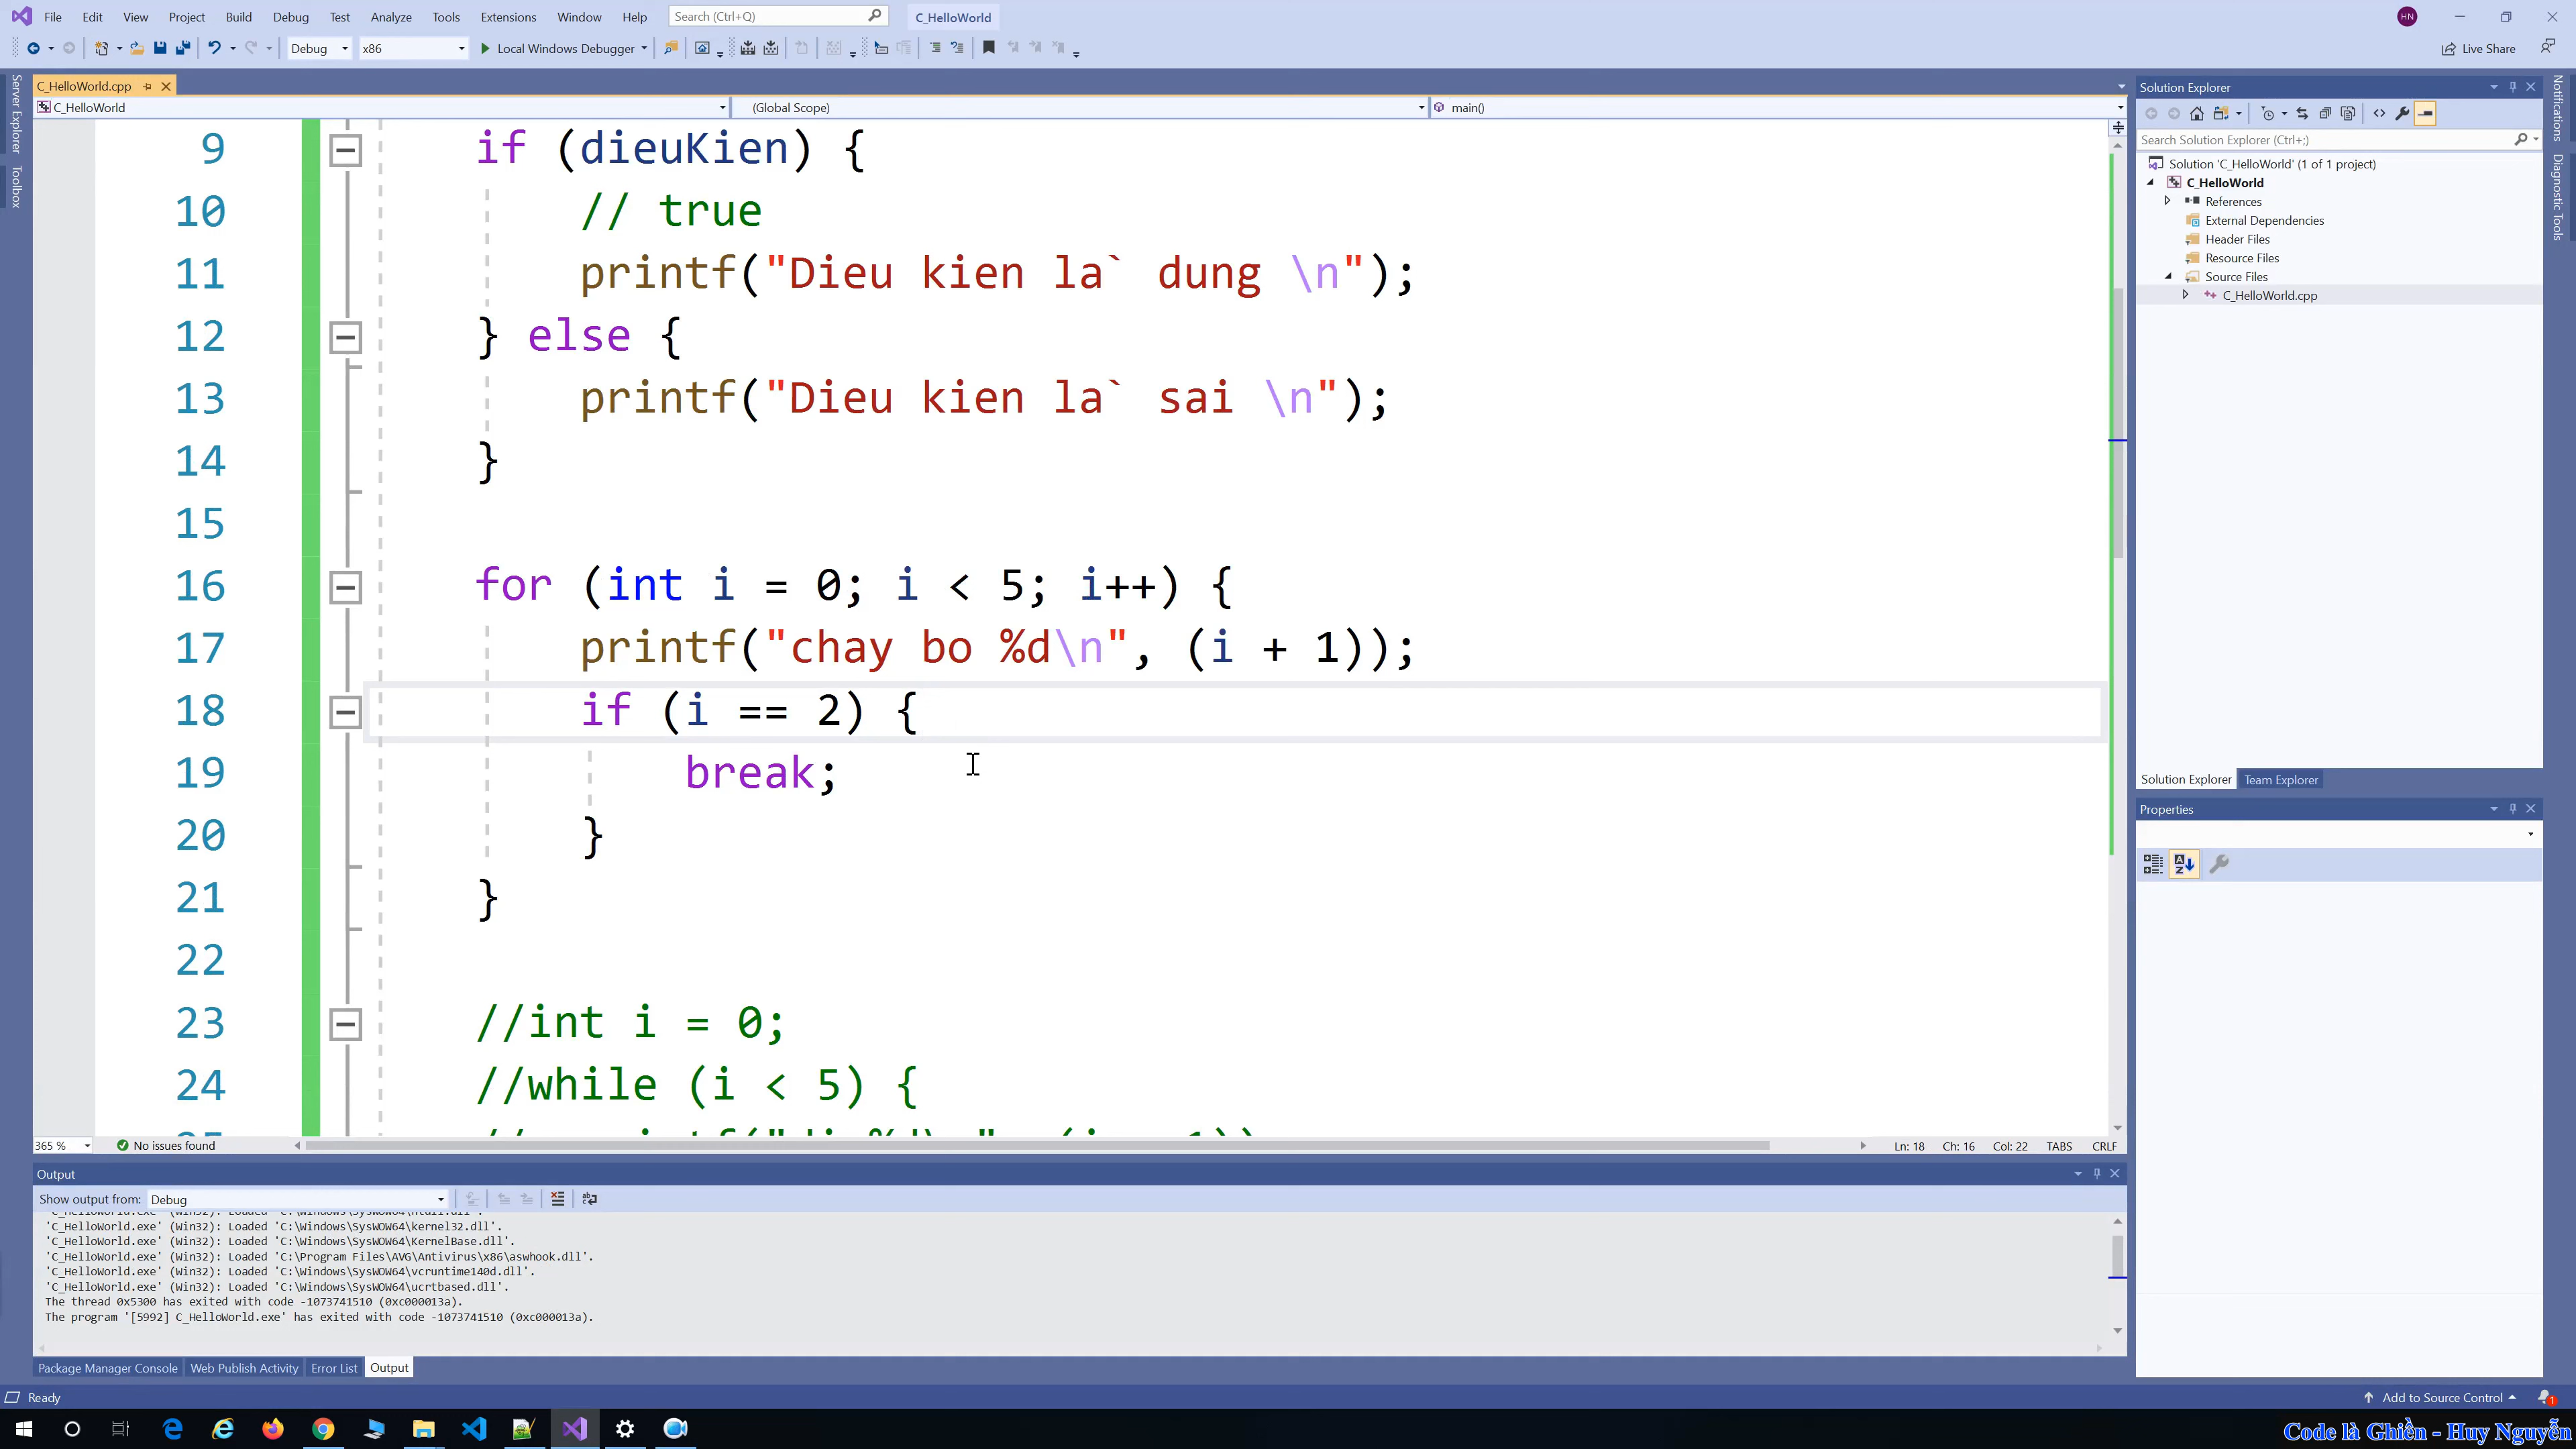 File Edit View Project Build Debug Test Analyze Tools Extensions Window Help Search (Ctrl+Q) C_HelloWorld HN
Debug x86 Local Windows Debugger Live Share
Server Explorer
Toolbox
C_HelloWorld.cpp
C_HelloWorld (Global Scope) main()
9 if (dieuKien) {
10 // true
11 printf("Dieu kien la` dung \n");
12 } else {
13 printf("Dieu kien la` sai \n");
14 }
15
16 for (int i = 0; i < 5; i++) {
17 printf("chay bo %d\n", (i + 1));
18 if (i == 2) {
19 break;
20 }
21 }
22
23 //int i = 0;
24 //while (i < 5) {
365 % No issues found Ln: 18 Ch: 16 Col: 22 TABS CRLF
Output
Show output from: Debug
'C_HelloWorld.exe' (Win32): Loaded 'C:\Windows\SysWOW64\kernel32.dll'.
'C_HelloWorld.exe' (Win32): Loaded 'C:\Windows\SysWOW64\KernelBase.dll'.
'C_HelloWorld.exe' (Win32): Loaded 'C:\Program Files\AVG\Antivirus\x86\aswhook.dll'.
'C_HelloWorld.exe' (Win32): Loaded 'C:\Windows\SysWOW64\vcruntime140d.dll'.
'C_HelloWorld.exe' (Win32): Loaded 'C:\Windows\SysWOW64\ucrtbased.dll'.
The thread 0x5300 has exited with code -1073741510 (0xc000013a).
The program '[5992] C_HelloWorld.exe' has exited with code -1073741510 (0xc000013a).
Package Manager Console Web Publish Activity Error List Output
Solution Explorer
Search Solution Explorer (Ctrl+;)
Solution 'C_HelloWorld' (1 of 1 project)
C_HelloWorld
References
External Dependencies
Header Files
Resource Files
Source Files
C_HelloWorld.cpp
Solution Explorer Team Explorer
Properties
Notifications
Diagnostic Tools
Ready Add to Source Control 1
Code là Ghiền - Huy Nguyễn